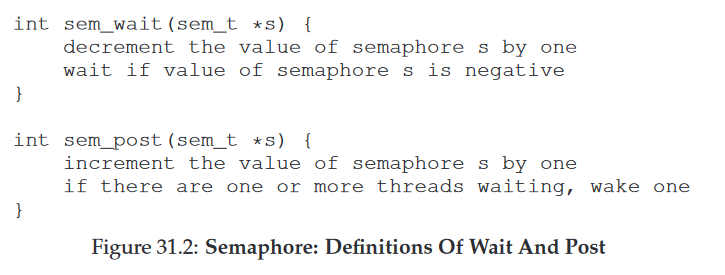 int sem_wait(sem_t *s) {
    decrement the value of semaphore s by one
    wait if value of semaphore s is negative
}
int sem_post(sem_t *s) {
    increment the value of semaphore s by one
    if there are one or more threads waiting, wake one
}
Figure 31.2: Semaphore: Definitions Of Wait And Post